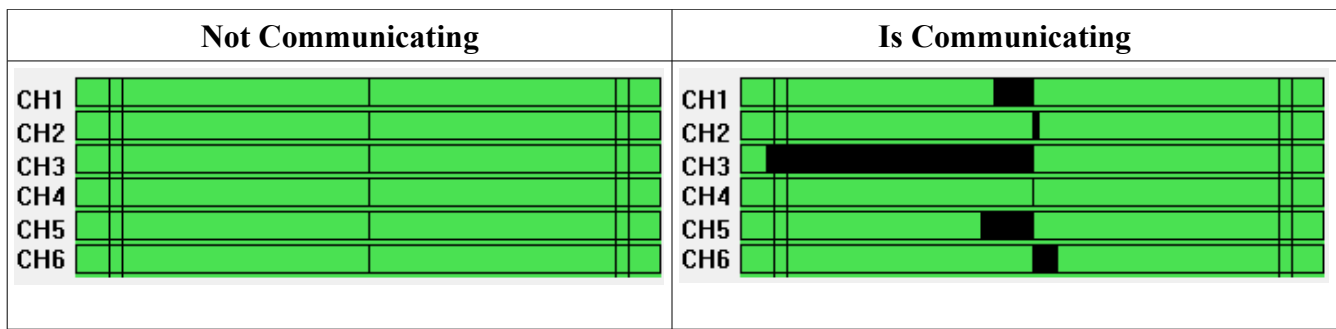 Not Communicating
Is Communicating
CH1
CH2
CH3
CH4
CH5
CH6
CH1
CH2
CH3
CH4
CH5
CH6